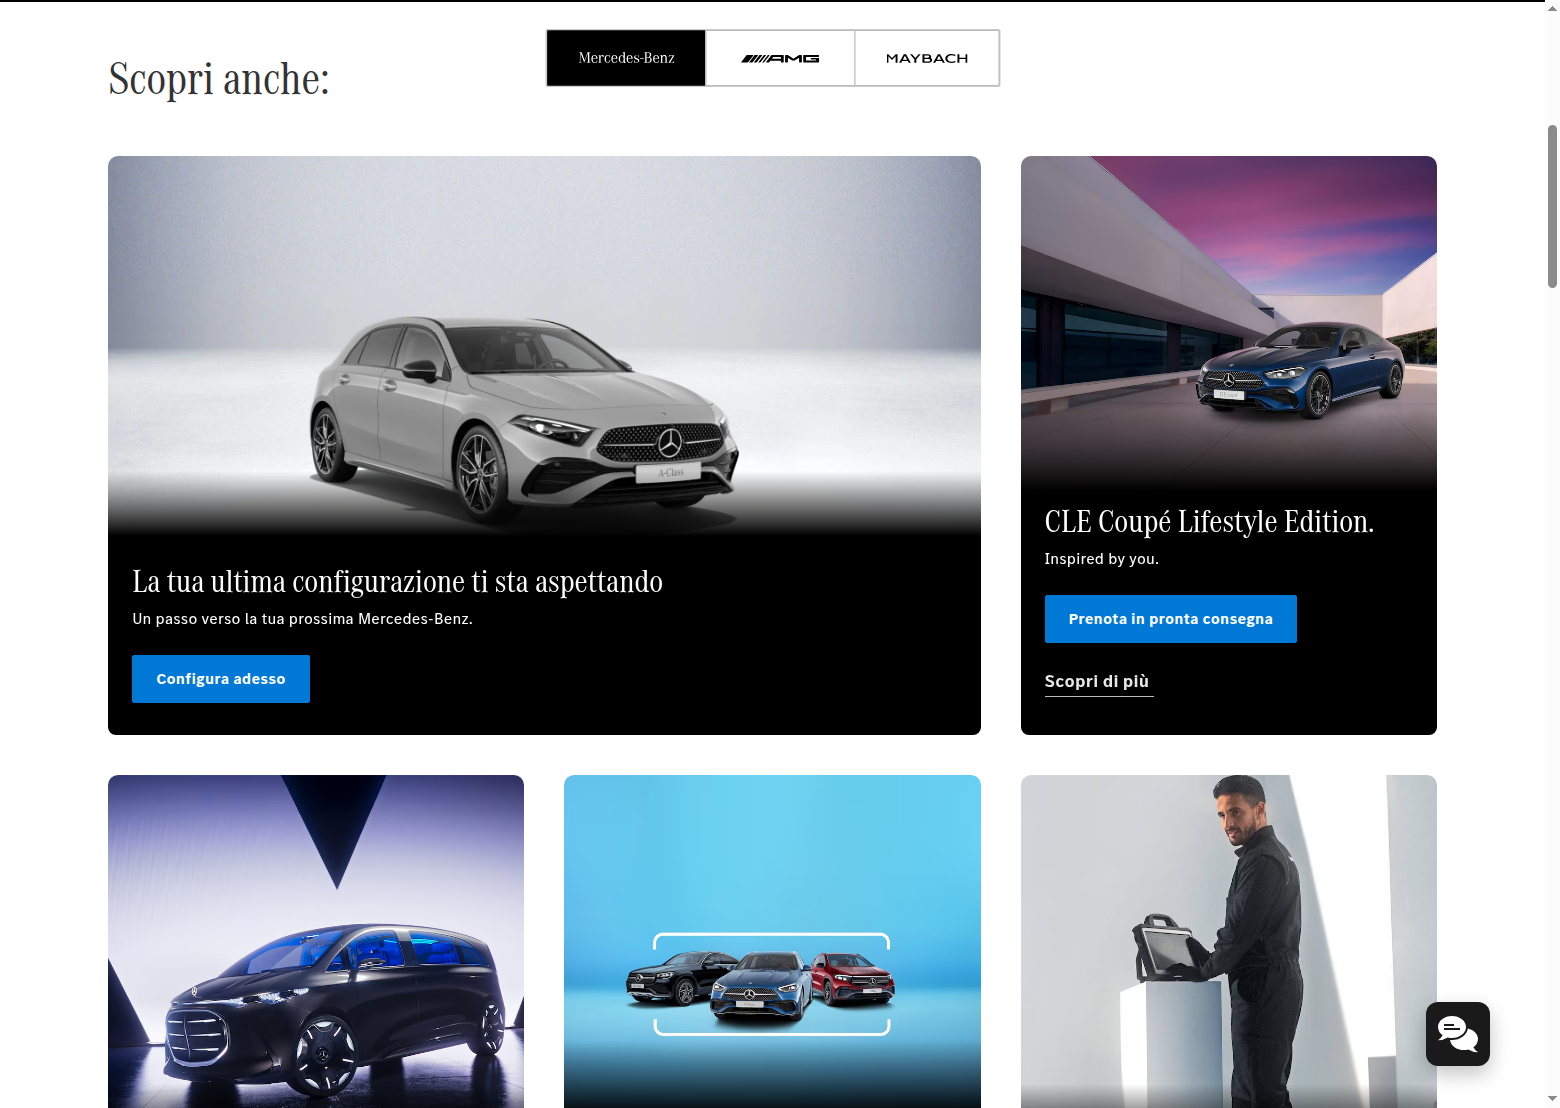 Mercedes-Benz
AMG
MAYBACH
Scopri anche:
A-Class
La tua ultima configurazione ti sta aspettando
Un passo verso la tua prossima Mercedes-Benz.
Configura adesso
CLE Coupé Lifestyle Edition.
Inspired by you.
Prenota in pronta consegna
Scopri di più